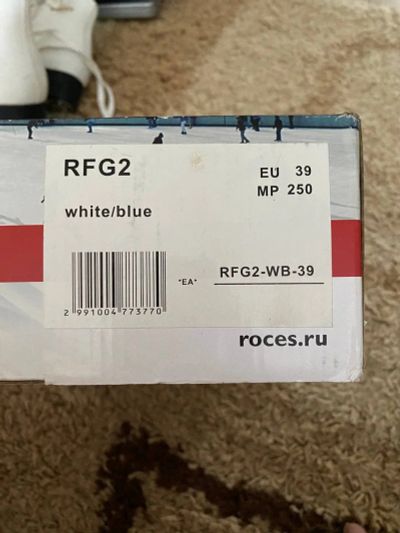 RFG2
EU 39
MP 250
white/blue
"EA"
RFG2-WB-39
2 991004 773770
roces.ru